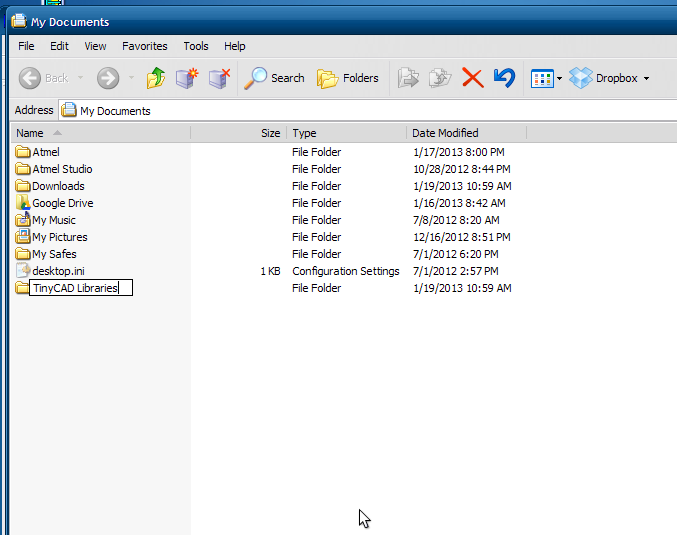 My Documents
File Edit View Favorites Tools Help
Back Search Folders Dropbox
Address My Documents
Name Size Type Date Modified
Atmel File Folder 1/17/2013 8:00 PM
Atmel Studio File Folder 10/28/2012 8:44 PM
Downloads File Folder 1/19/2013 10:59 AM
Google Drive File Folder 1/16/2013 8:42 AM
My Music File Folder 7/8/2012 8:20 AM
My Pictures File Folder 12/16/2012 8:51 PM
My Safes File Folder 7/1/2012 6:20 PM
desktop.ini 1 KB Configuration Settings 7/1/2012 2:57 PM
TinyCAD Libraries File Folder 1/19/2013 10:59 AM